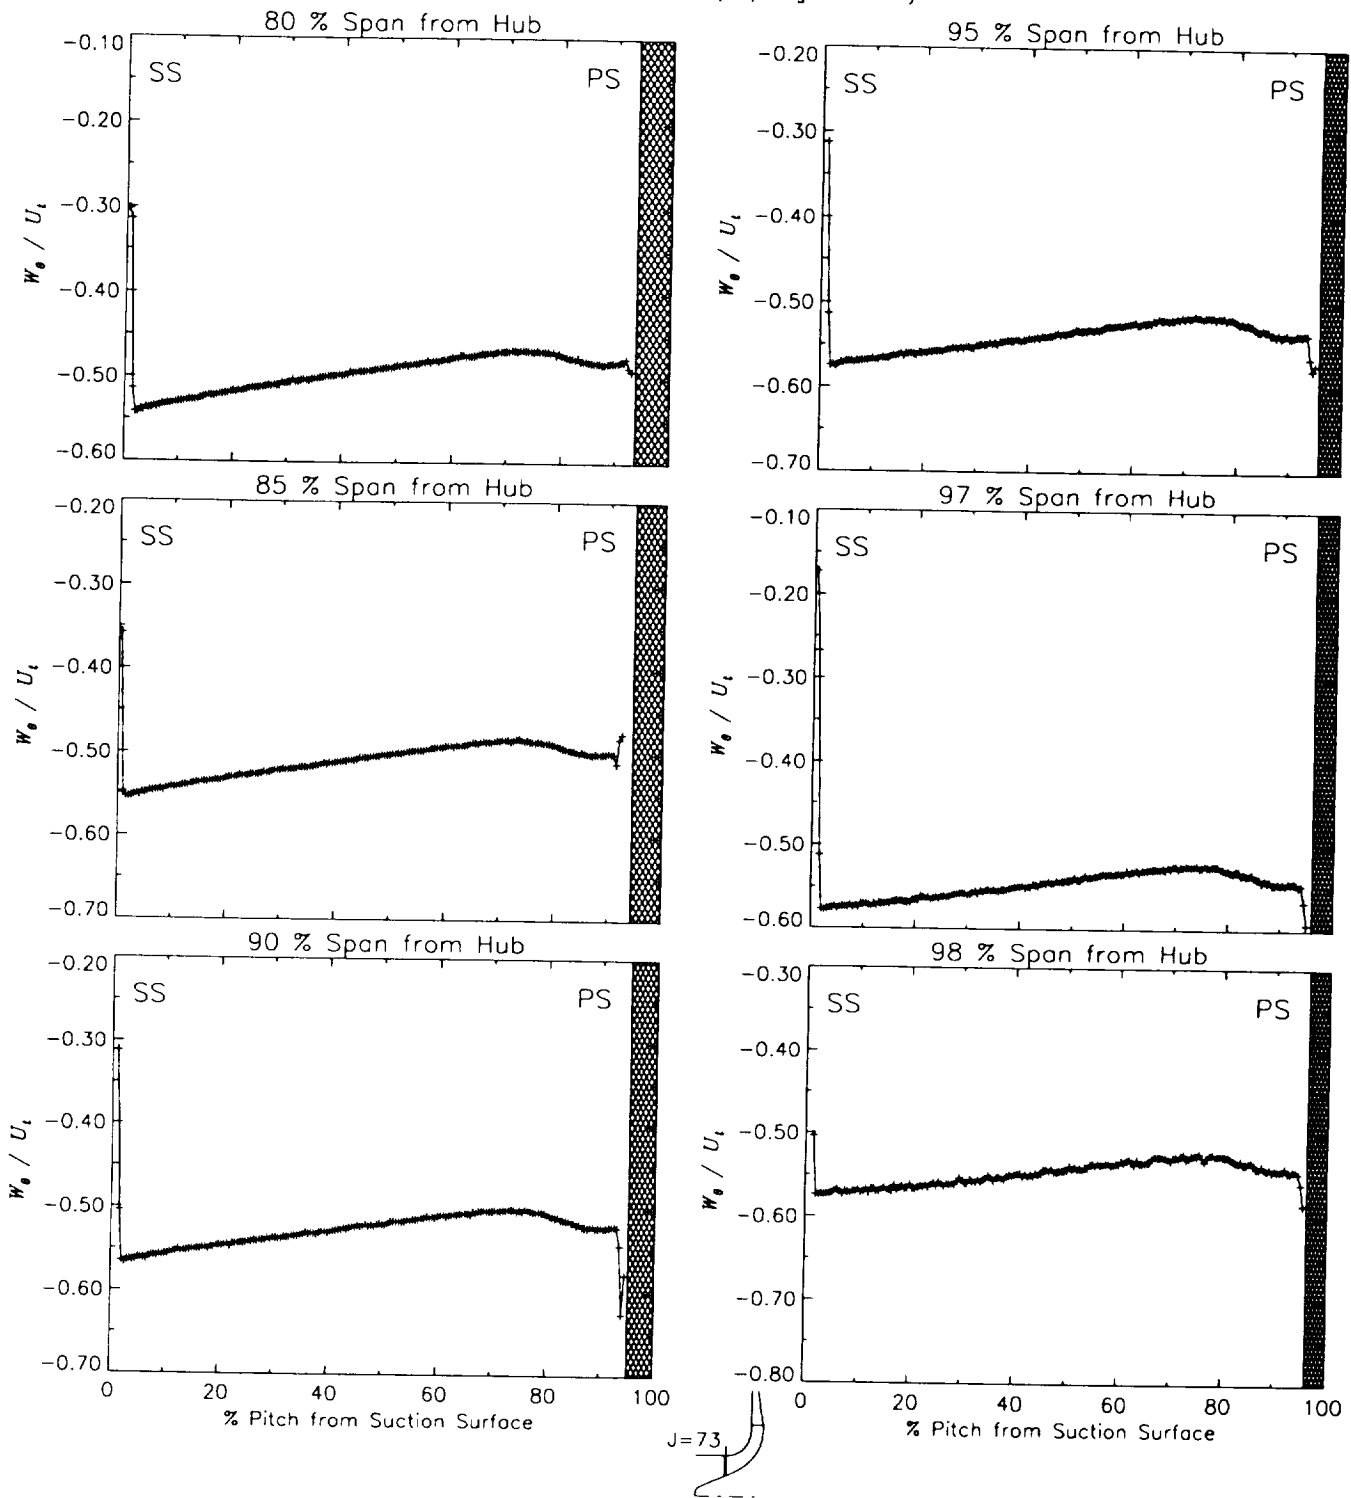 80 % Span from Hub
-0.10
SS
PS
-0.20
-0.30
-0.40
-0.50
-0.60
W_θ / U_t
85 % Span from Hub
-0.20
SS
PS
-0.30
-0.40
-0.50
-0.60
-0.70
W_θ / U_t
90 % Span from Hub
-0.20
SS
PS
-0.30
-0.40
-0.50
-0.60
-0.70
W_θ / U_t
0 20 40 60 80 100
% Pitch from Suction Surface
95 % Span from Hub
-0.20
SS
PS
-0.30
-0.40
-0.50
-0.60
-0.70
W_θ / U_t
97 % Span from Hub
-0.10
SS
PS
-0.20
-0.30
-0.40
-0.50
-0.60
W_θ / U_t
98 % Span from Hub
-0.30
SS
PS
-0.40
-0.50
-0.60
-0.70
-0.80
W_θ / U_t
0 20 40 60 80 100
% Pitch from Suction Surface
J=73